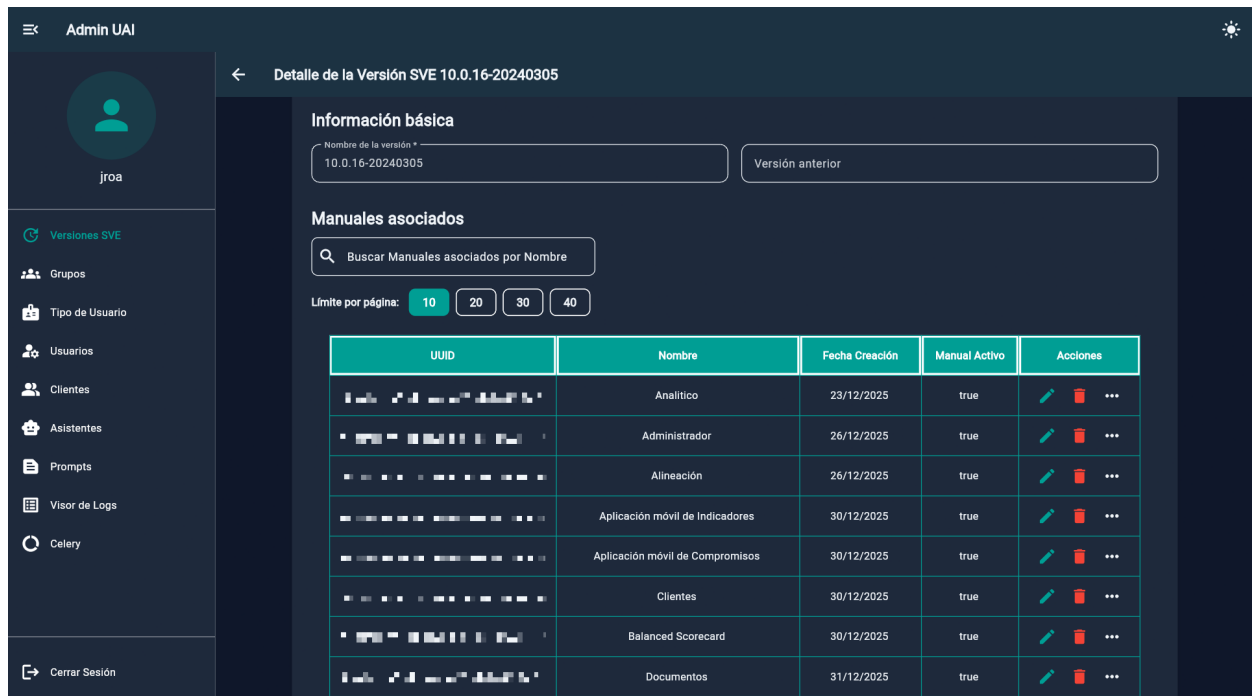 Admin UAI
jroa
Versiones SVE
Grupos
Tipo de Usuario
Usuarios
Clientes
Asistentes
Prompts
Visor de Logs
Celery
Cerrar Sesión
Detalle de la Versión SVE 10.0.16-20240305
Información básica
Nombre de la versión *
10.0.16-20240305
Versión anterior
Manuales asociados
Buscar Manuales asociados por Nombre
Límite por página: 10 20 30 40
UUID Nombre Fecha Creación Manual Activo Acciones
Analitico 23/12/2025 true
Administrador 26/12/2025 true
Alineación 26/12/2025 true
Aplicación móvil de Indicadores 30/12/2025 true
Aplicación móvil de Compromisos 30/12/2025 true
Clientes 30/12/2025 true
Balanced Scorecard 30/12/2025 true
Documentos 31/12/2025 true